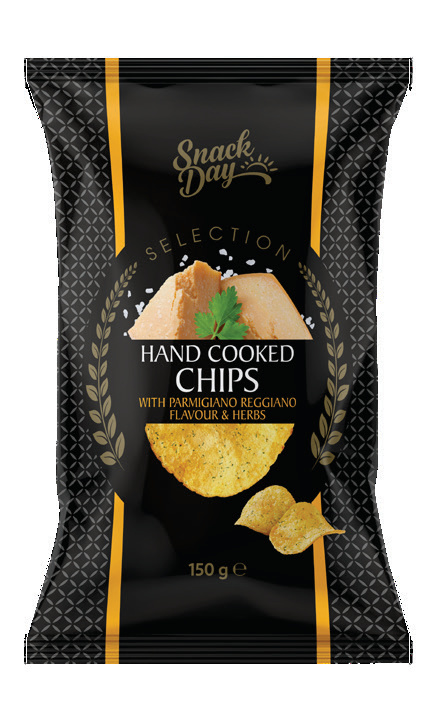 Snack
Day
SELECTION
HAND COOKED
CHIPS
WITH PARMIGIANO REGGIANO
FLAVOUR & HERBS
150 g ℮